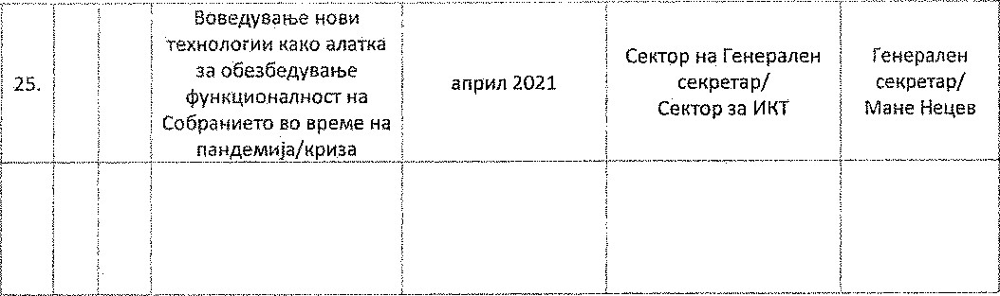 25.
Воведување нови
технологии како алатка
за обезбедување
функционалност на
Собранието во време на
пандемија/криза
април 2021
Сектор на Генерален
секретар/
Сектор за ИКТ
Генерален
секретар/
Мане Нецев